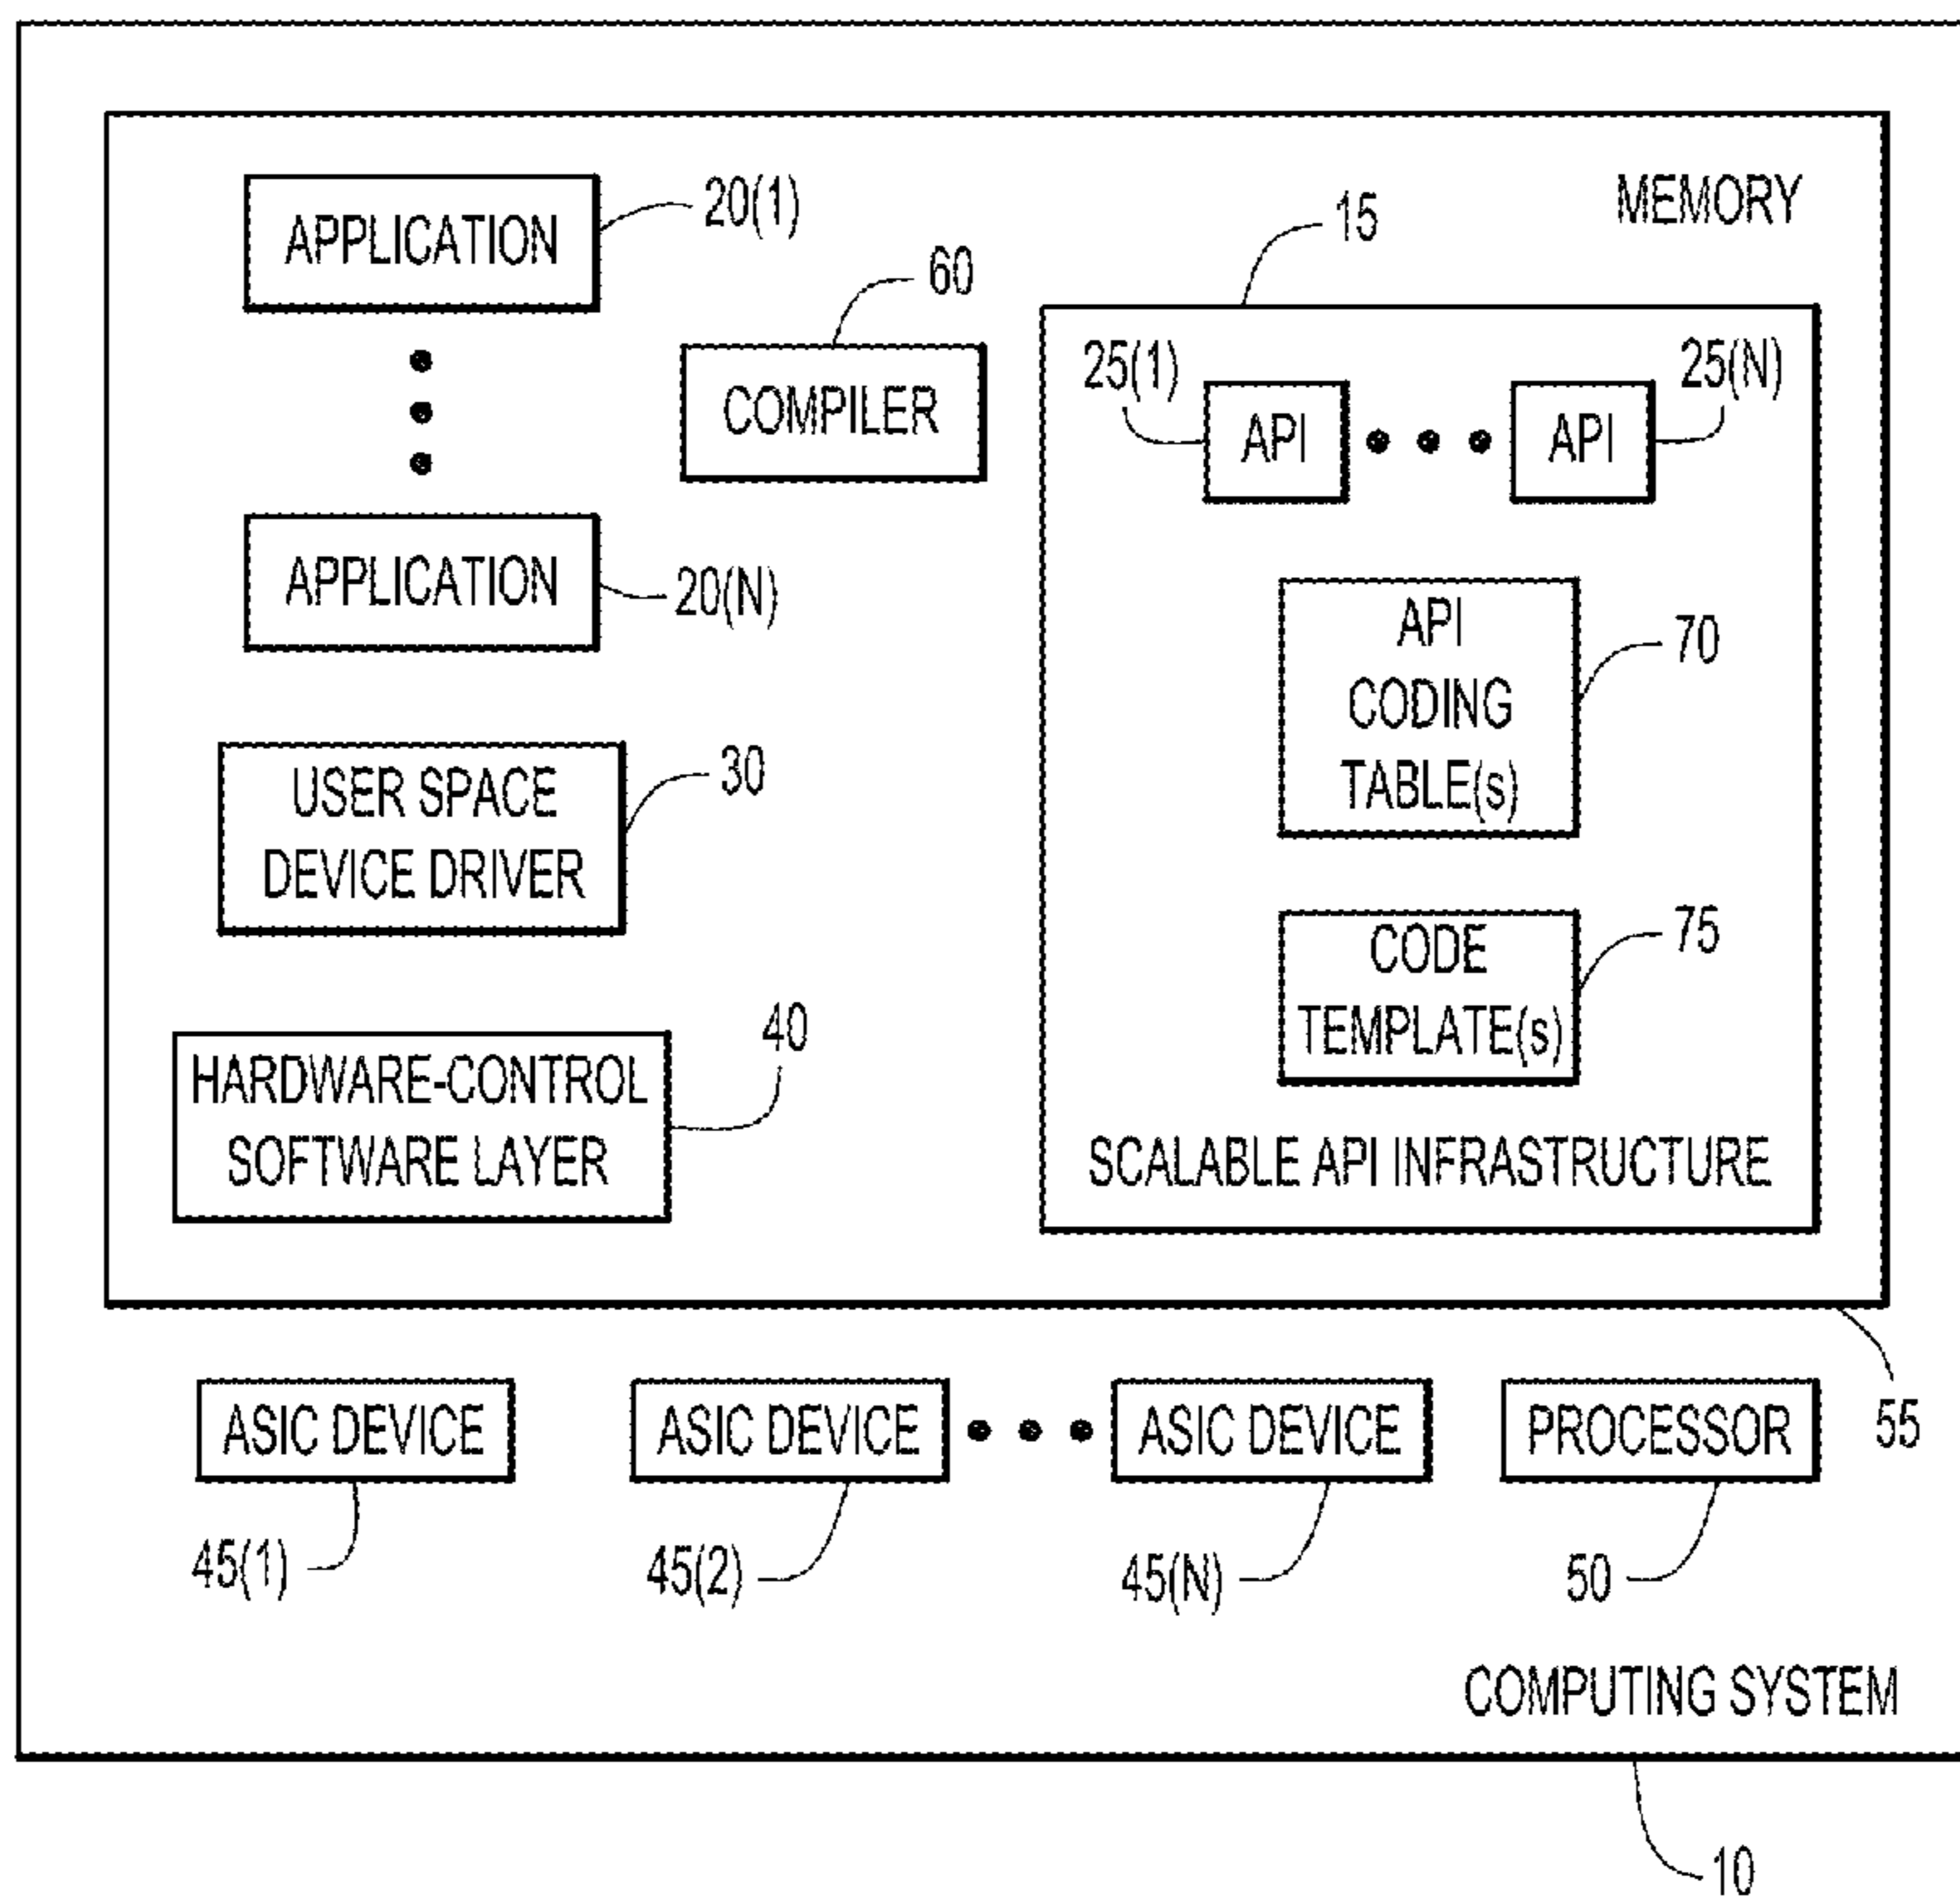 MEMORY
APPLICATION
20(1)
15
60
COMPILER
25(1)
25(N)
API
API
APPLICATION
20(N)
API
CODING
TABLE(s)
70
USER SPACE
DEVICE DRIVER
30
CODE
TEMPLATE(s)
75
HARDWARE-CONTROL
SOFTWARE LAYER
40
SCALABLE API INFRASTRUCTURE
55
ASIC DEVICE
ASIC DEVICE
ASIC DEVICE
PROCESSOR
45(1)
45(2)
45(N)
50
COMPUTING SYSTEM
10